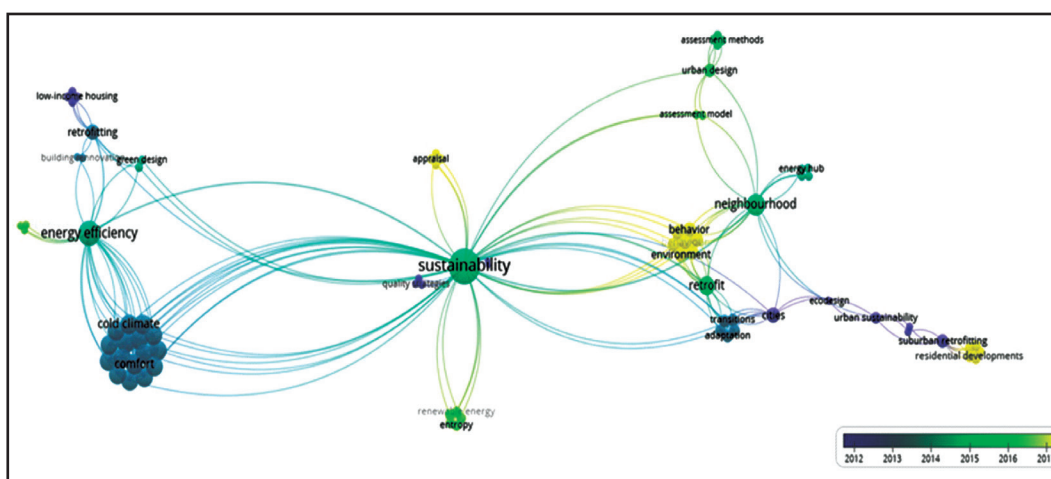 assessment methods
urban design
low-income housing
assessment model
retrofitting
building innovation
green design
appraisal
energy hub
neighbourhood
energy efficiency
behavior
environment
sustainability
quality strategies
retrofit
ecodesign
cold climate
transitions
cities
urban sustainability
adaptation
suburban retrofitting
comfort
residential developments
renewable energy
entropy
2012 2013 2014 2015 2016